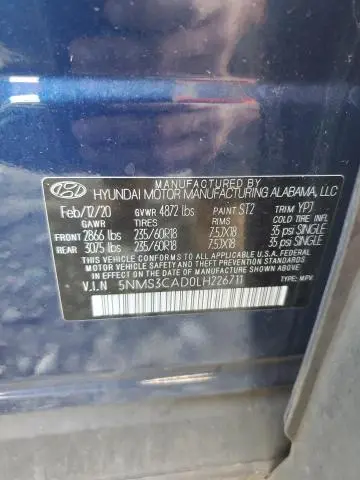 MANUFACTURED BY
HYUNDAI MOTOR MANUFACTURING ALABAMA, LLC
Feb/12/20 GVWR 4872 lbs PAINT ST2 TRIM YPJ
GAWR TIRES RIMS COLD TIRE INFL
FRONT 2866 lbs 235/60R18 7.5JX18 35 psi SINGLE
REAR 3075 lbs 235/60R18 7.5JX18 35 psi SINGLE
THIS VEHICLE CONFORMS TO ALL APPLICABLE U.S.A. FEDERAL
MOTOR VEHICLE SAFETY, BUMPER, AND THEFT PREVENTION
STANDARDS IN EFFECT ON THE DATE OF MANUFACTURE SHOWN ABOVE.
V.I.N 5NMS3CAD0LH226711 TYPE: MPV